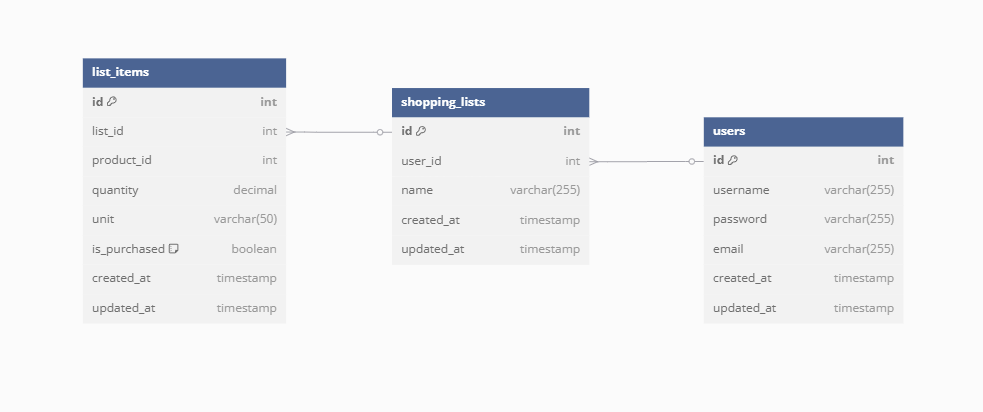 list_items
id int
list_id int
product_id int
quantity decimal
unit varchar(50)
is_purchased boolean
created_at timestamp
updated_at timestamp
shopping_lists
id int
user_id int
name varchar(255)
created_at timestamp
updated_at timestamp
users
id int
username varchar(255)
password varchar(255)
email varchar(255)
created_at timestamp
updated_at timestamp